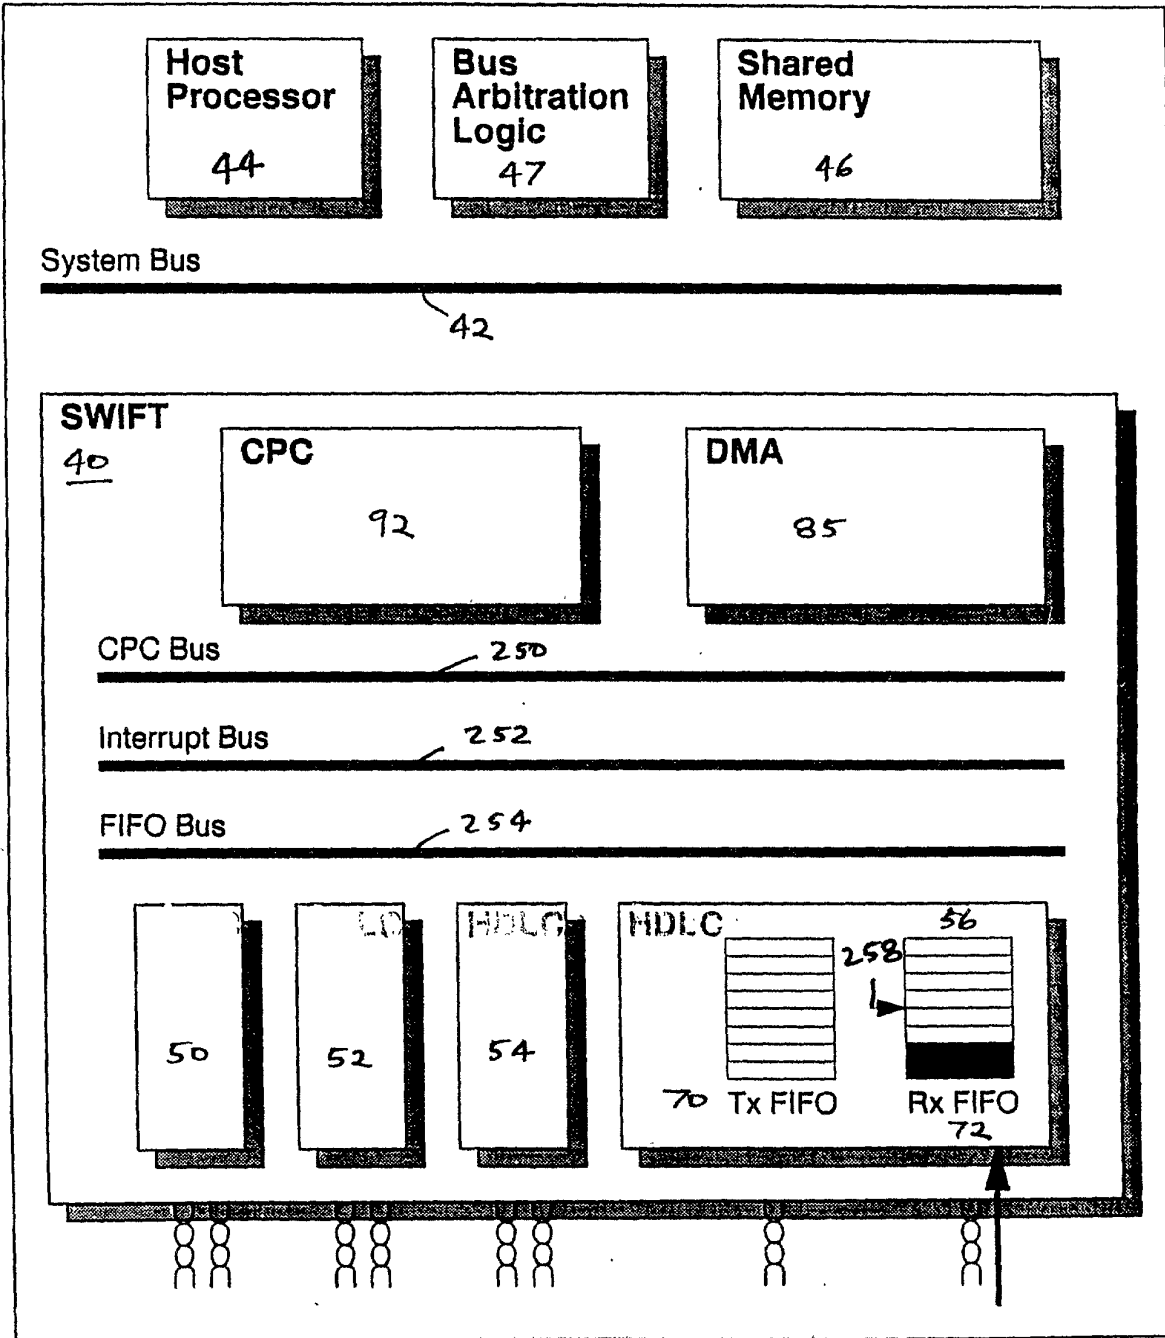 Host
Processor
44
Bus
Arbitration
Logic
47
Shared
Memory
46
System Bus
42
SWIFT
40
CPC
92
DMA
85
CPC Bus
250
Interrupt Bus
252
FIFO Bus
254
50
52
HDLC
54
HDLC
56
258
70 Tx FIFO
Rx FIFO
72